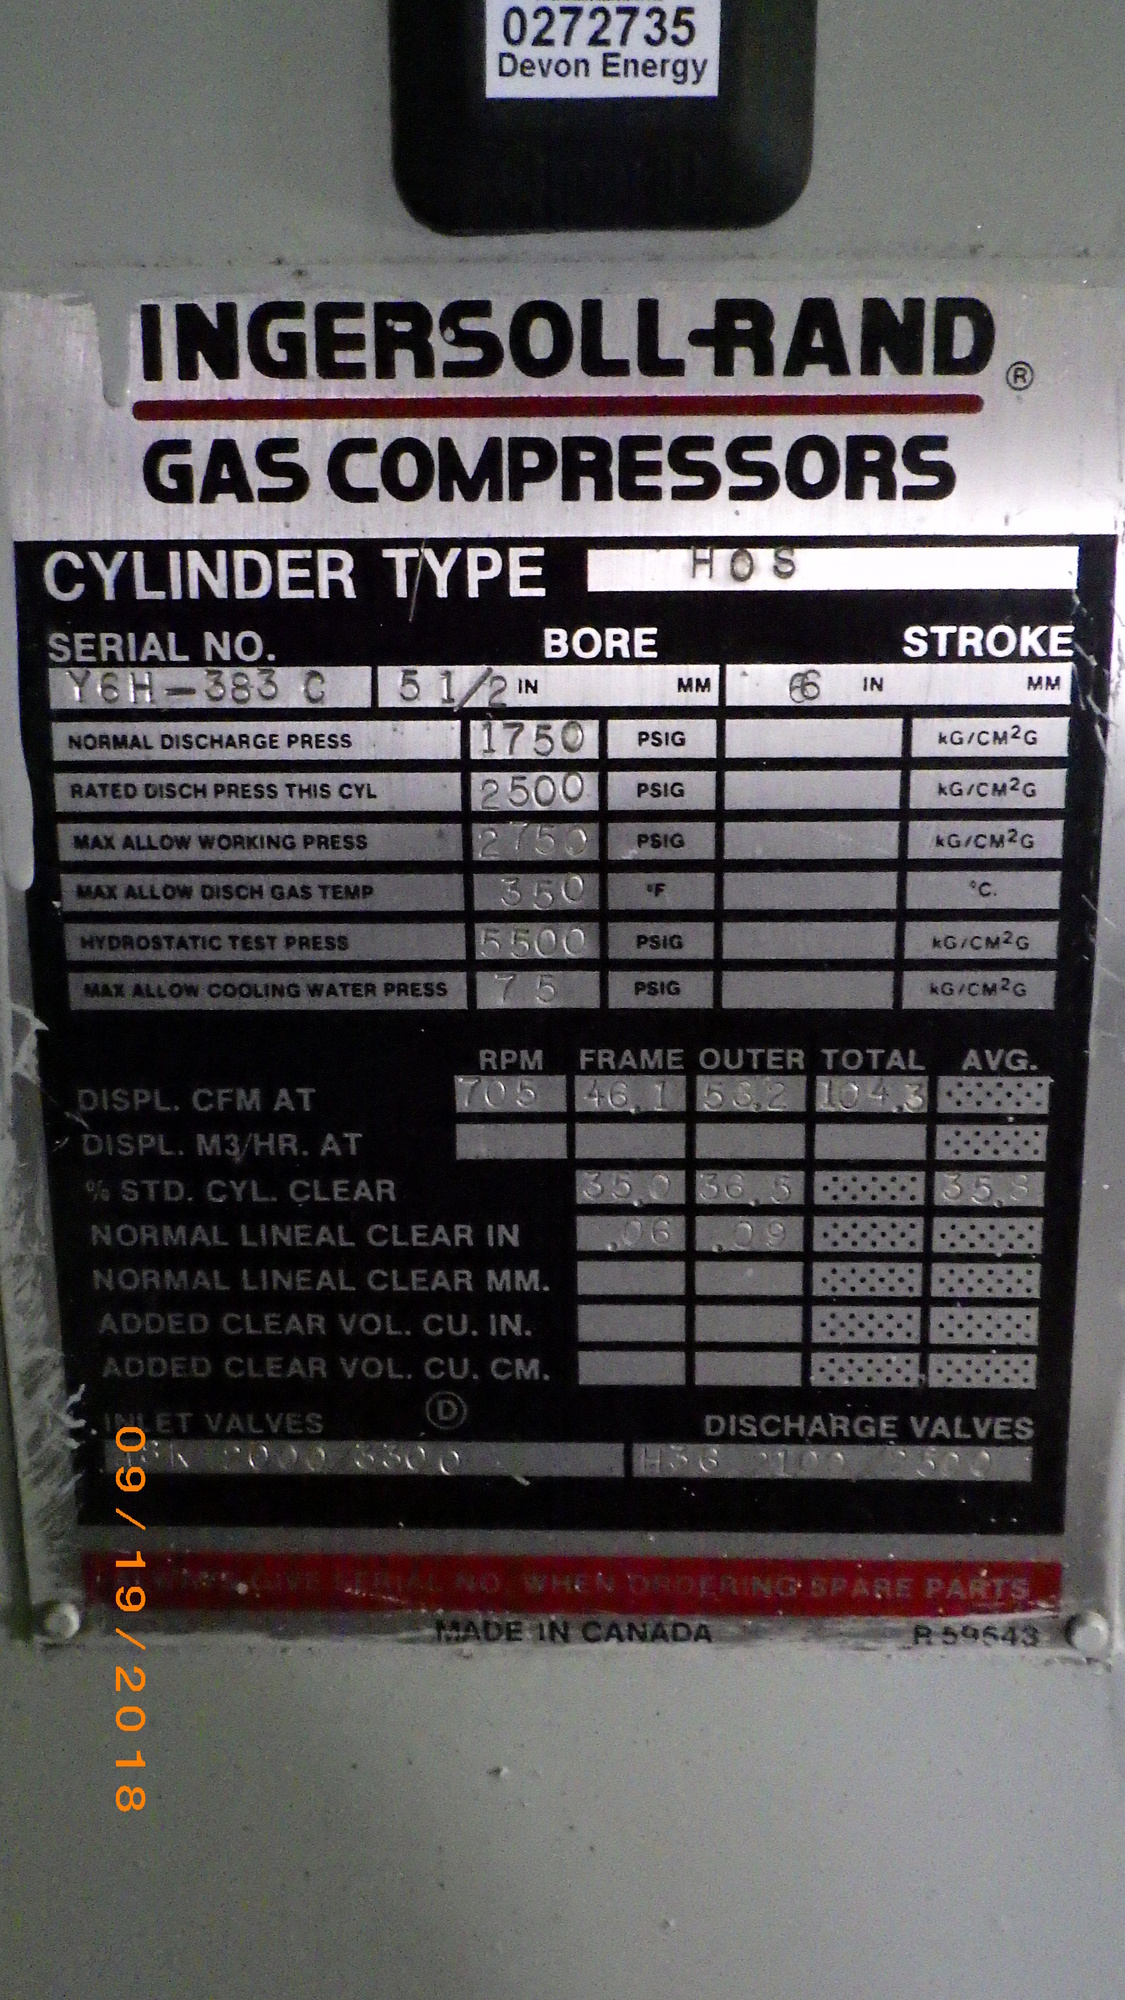 0272735
Devon Energy
INGERSOLL-RAND ®
GAS COMPRESSORS
CYLINDER TYPE HOS
SERIAL NO. BORE STROKE
Y6H-383 C 5 1/2 IN MM 6 IN MM
NORMAL DISCHARGE PRESS 1750 PSIG kG/CM2G
RATED DISCH PRESS THIS CYL 2500 PSIG kG/CM2G
MAX ALLOW WORKING PRESS 2750 PSIG kG/CM2G
MAX ALLOW DISCH GAS TEMP 350 °F °C.
HYDROSTATIC TEST PRESS 5500 PSIG kG/CM2G
MAX ALLOW COOLING WATER PRESS 75 PSIG kG/CM2G
RPM FRAME OUTER TOTAL AVG.
DISPL. CFM AT 705 46.1 58.2 104.3
DISPL. M3/HR. AT
% STD. CYL. CLEAR 35.0 36.5 35.8
NORMAL LINEAL CLEAR IN .06 .09
NORMAL LINEAL CLEAR MM.
ADDED CLEAR VOL. CU. IN.
ADDED CLEAR VOL. CU. CM.
INLET VALVES D DISCHARGE VALVES
H36
ALWAYS GIVE SERIAL NO. WHEN ORDERING SPARE PARTS
MADE IN CANADA R 59643
09/19/2018